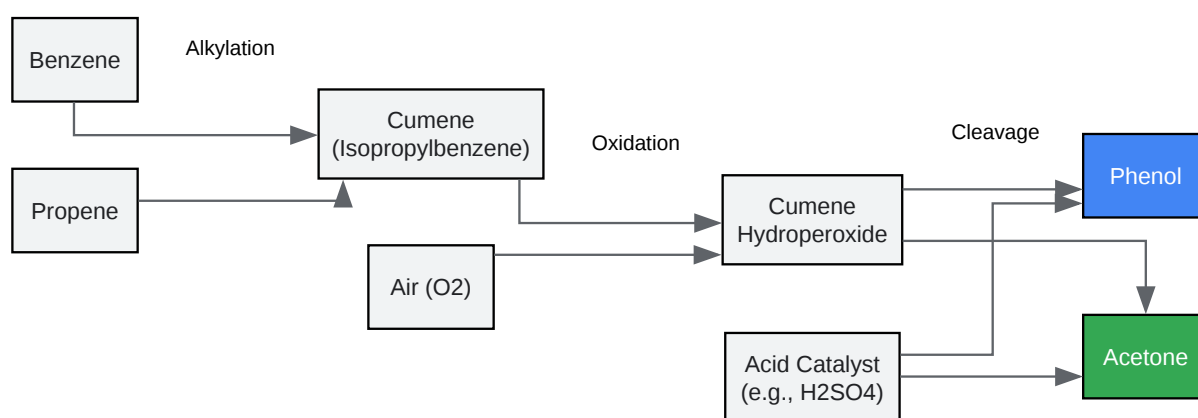 Benzene
Alkylation
Propene
Cumene
(Isopropylbenzene)
Oxidation
Air (O2)
Cumene
Hydroperoxide
Cleavage
Acid Catalyst
(e.g., H2SO4)
Phenol
Acetone